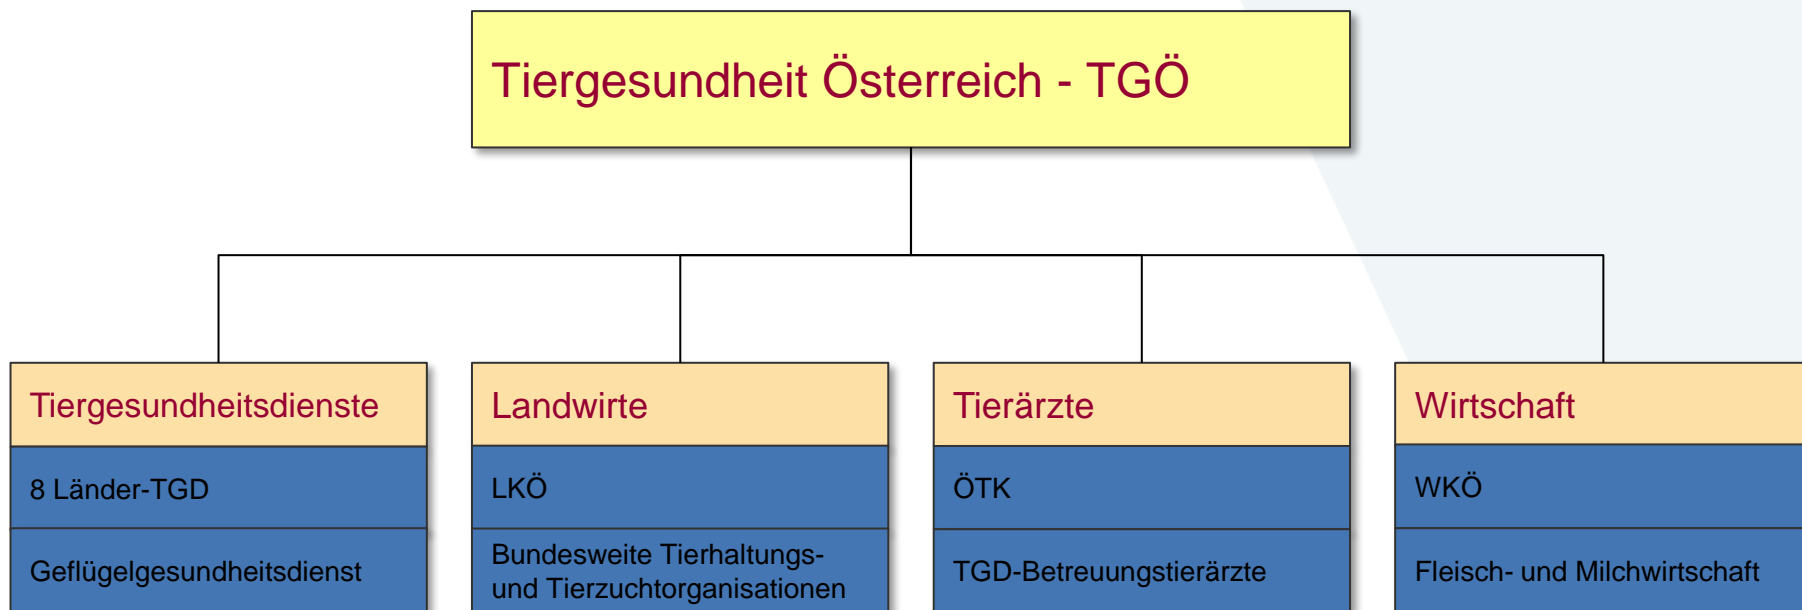 Tiergesundheit Österreich - TGÖ
Tiergesundheitsdienste
8 Länder-TGD
Geflügelgesundheitsdienst
Landwirte
LKÖ
Bundesweite Tierhaltungs-
und Tierzuchtorganisationen
Tierärzte
ÖTK
TGD-Betreuungstierärzte
Wirtschaft
WKÖ
Fleisch- und Milchwirtschaft